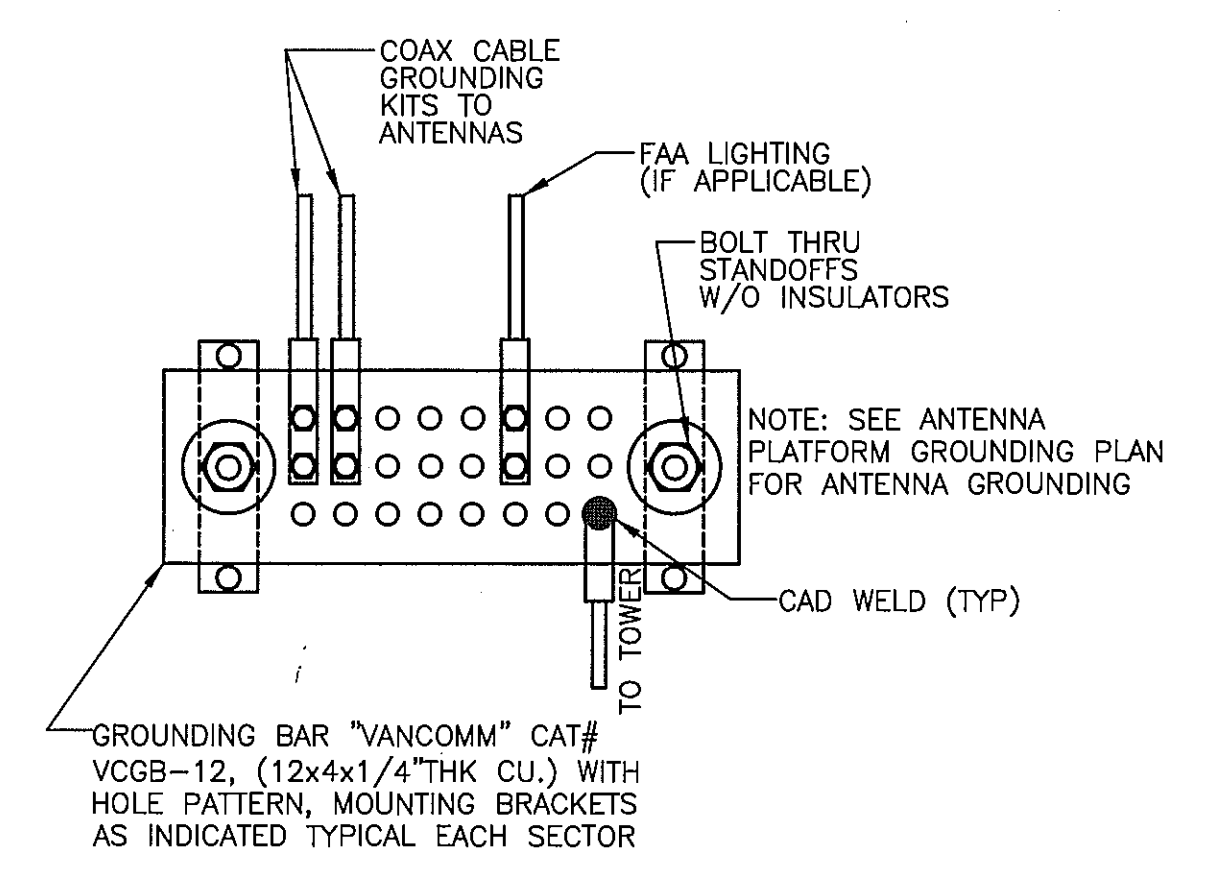 COAX CABLE
GROUNDING
KITS TO
ANTENNAS
FAA LIGHTING
(IF APPLICABLE)
BOLT THRU
STANDOFFS
W/O INSULATORS
NOTE: SEE ANTENNA
PLATFORM GROUNDING PLAN
FOR ANTENNA GROUNDING
CAD WELD (TYP)
TO TOWER
GROUNDING BAR "VANCOMM" CAT#
VCGB-12, (12x4x1/4"THK CU.) WITH
HOLE PATTERN, MOUNTING BRACKETS
AS INDICATED TYPICAL EACH SECTOR